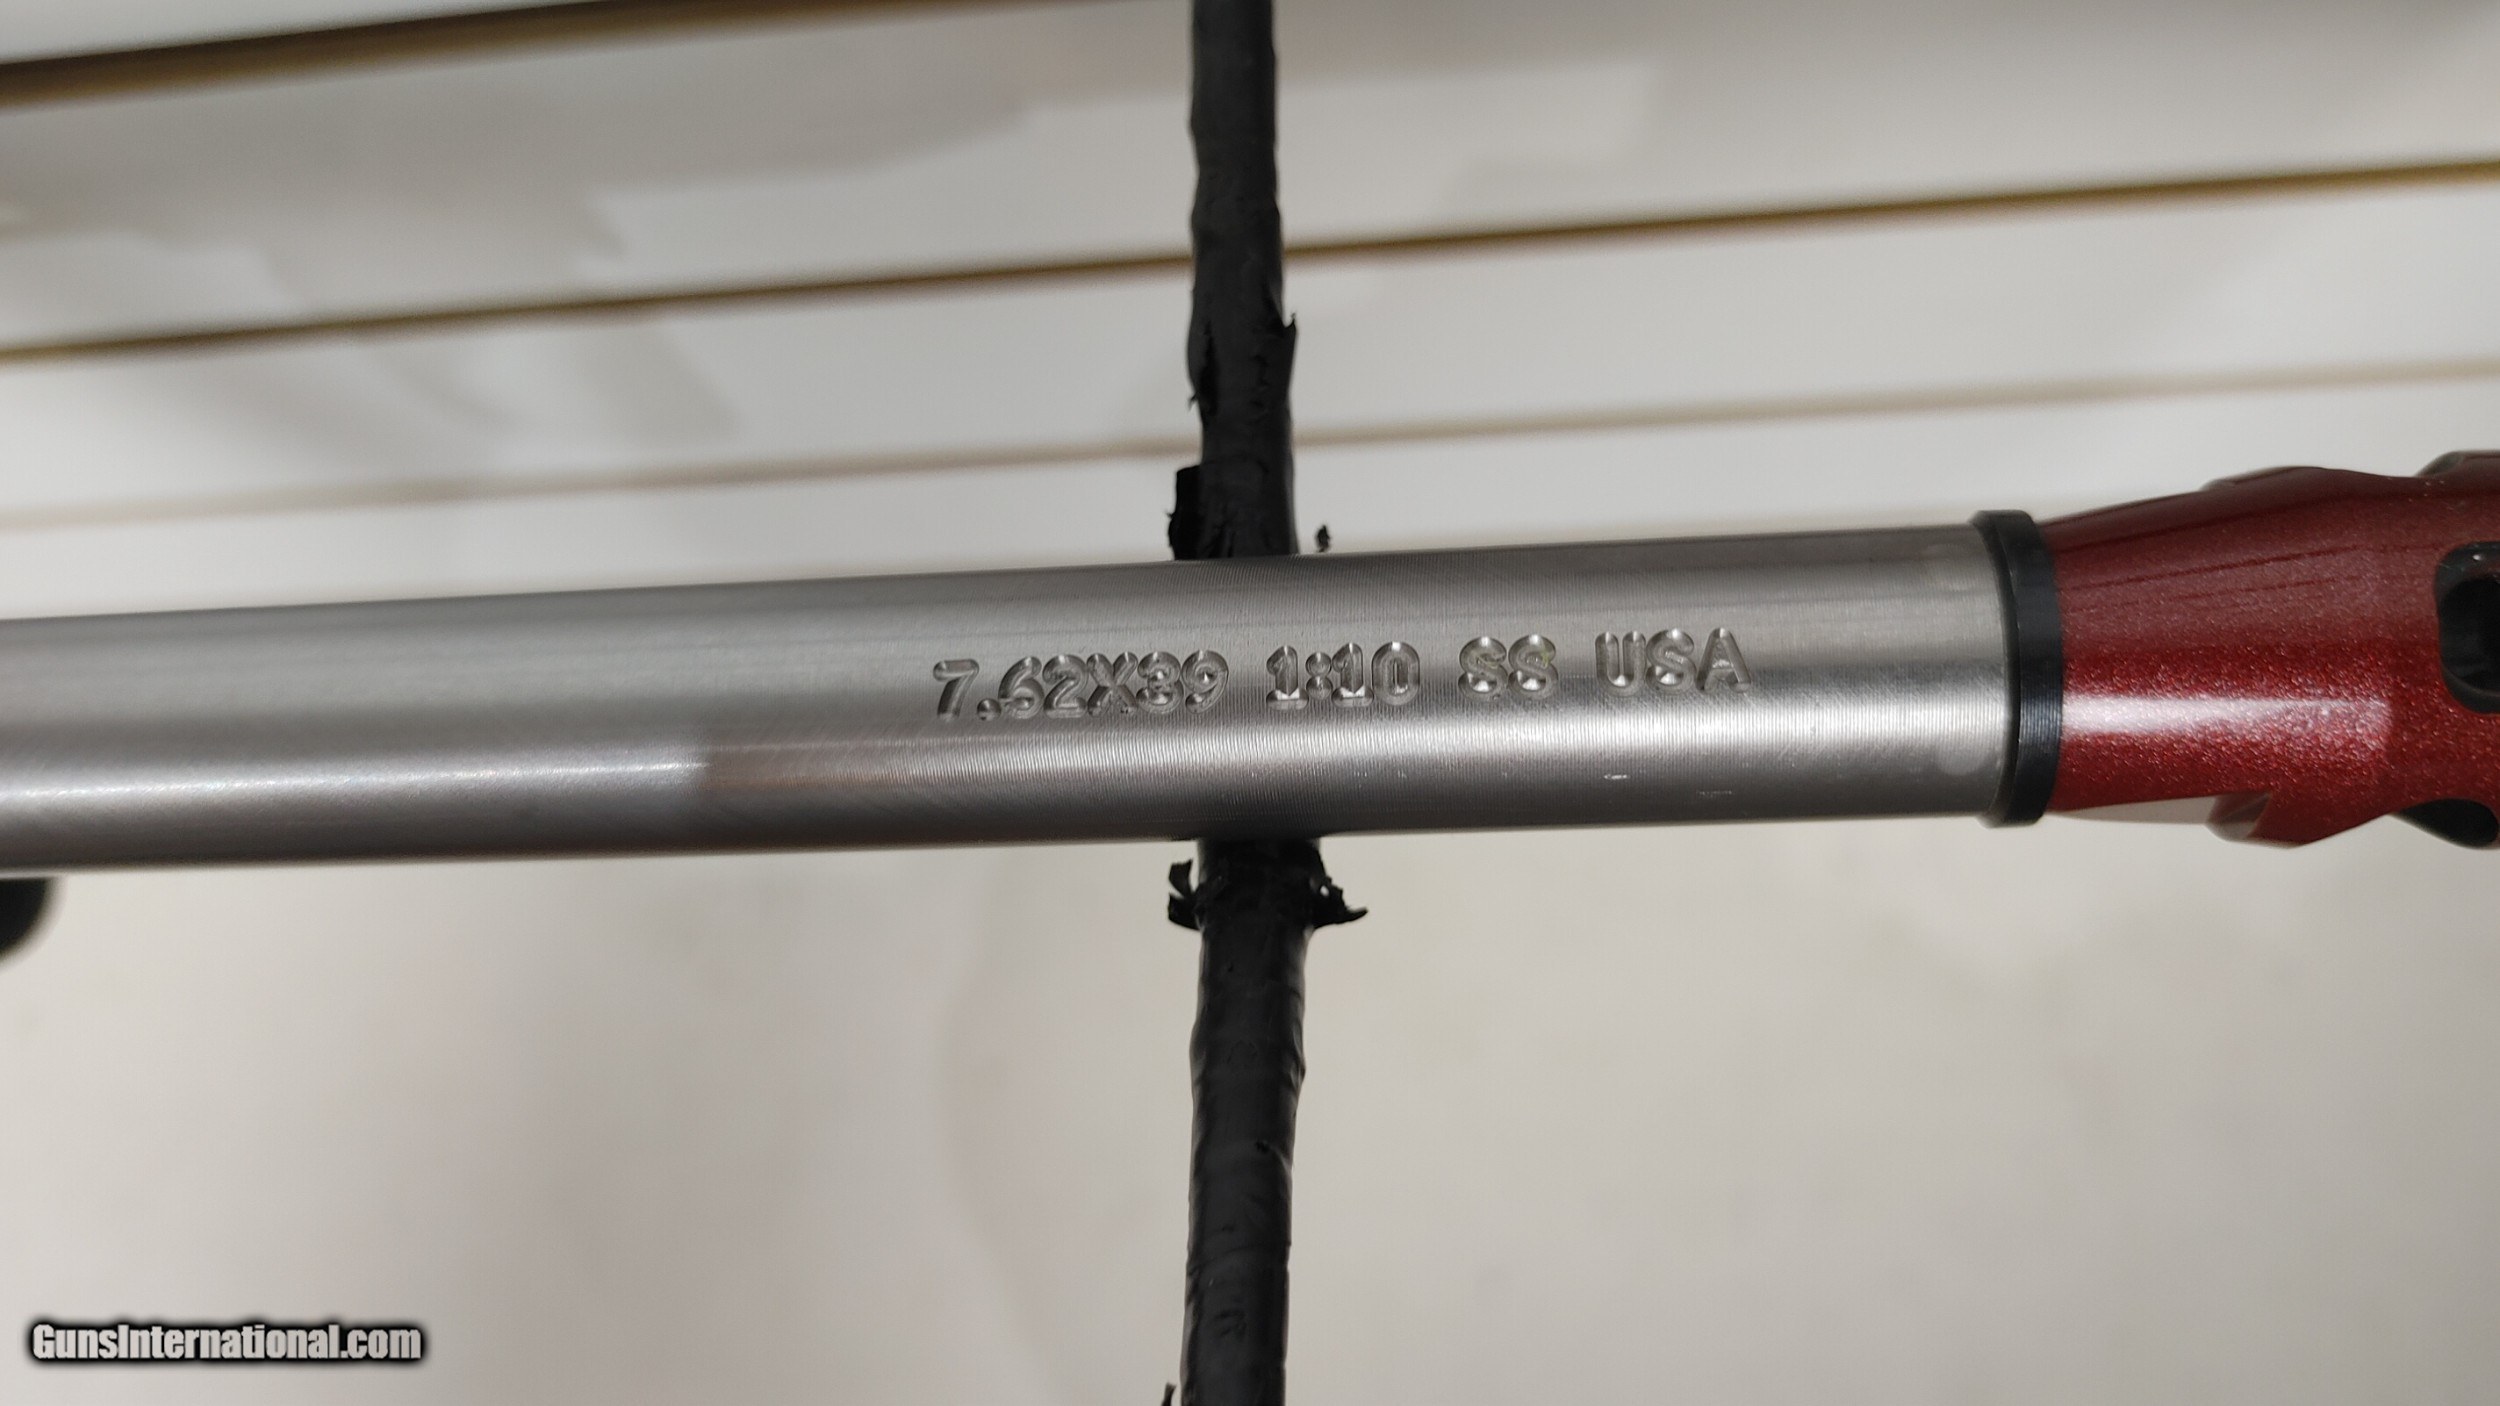 7.62X39 1:10 SS USA
GunsInternational.com